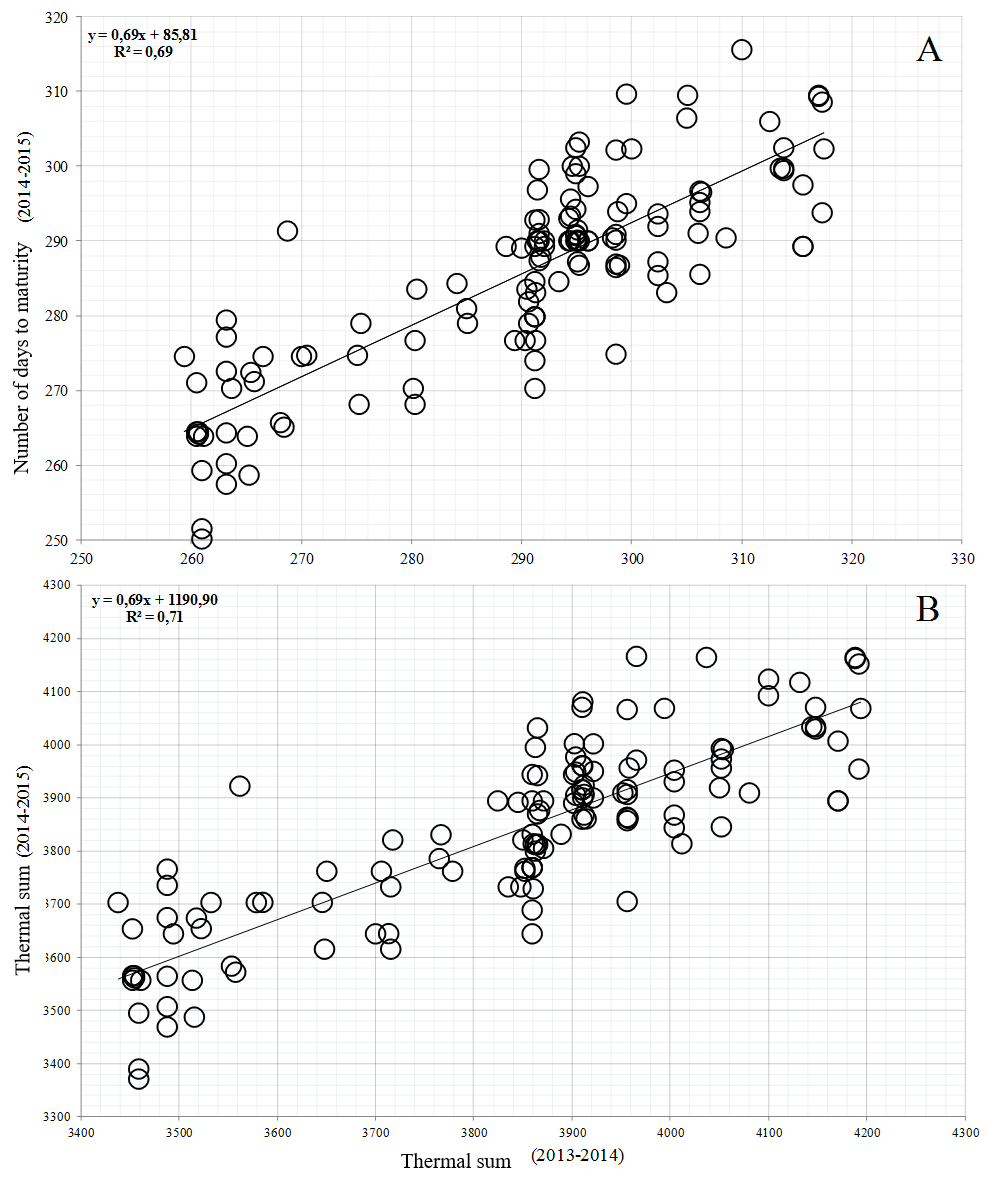 320
y = 0,69x + 85,81
R² = 0,69
A
310
300
290
280
270
260
250
Number of days to maturity (2014-2015)
250 260 270 280 290 300 310 320 330
4300
y = 0,69x + 1190,90
R² = 0,71
B
4200
4100
4000
3900
3800
3700
3600
3500
3400
3300
Thermal sum (2014-2015)
3400 3500 3600 3700 3800 3900 4000 4100 4200 4300
Thermal sum (2013-2014)